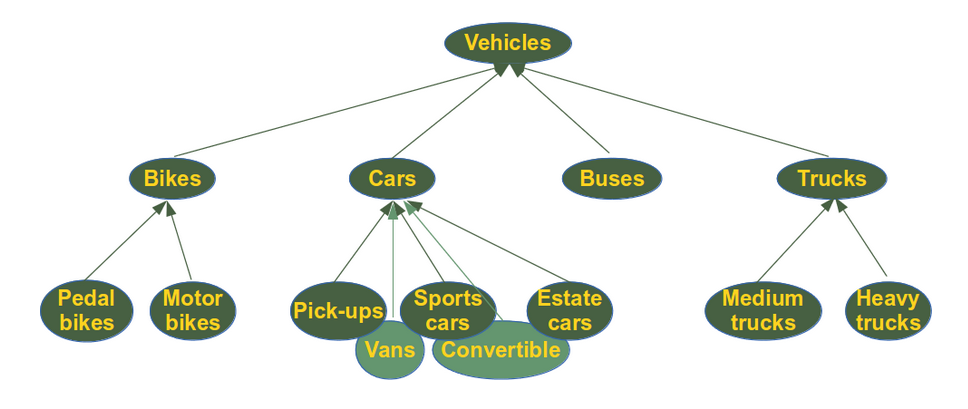 Vehicles
Bikes
Cars
Buses
Trucks
Pedal
bikes
Motor
bikes
Pick-ups
Sports
cars
Estate
cars
Medium
trucks
Heavy
trucks
Vans
Convertible